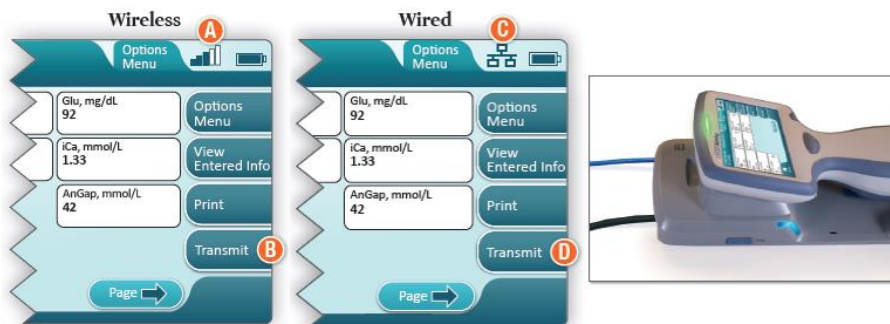 Wireless
A
Options
Menu
Glu, mg/dL
92
iCa, mmol/L
1.33
AnGap, mmol/L
42
Options
Menu
View
Entered Info
Print
Transmit
B
Page
Wired
C
Options
Menu
Glu, mg/dL
92
iCa, mmol/L
1.33
AnGap, mmol/L
42
Options
Menu
View
Entered Info
Print
Transmit
D
Page